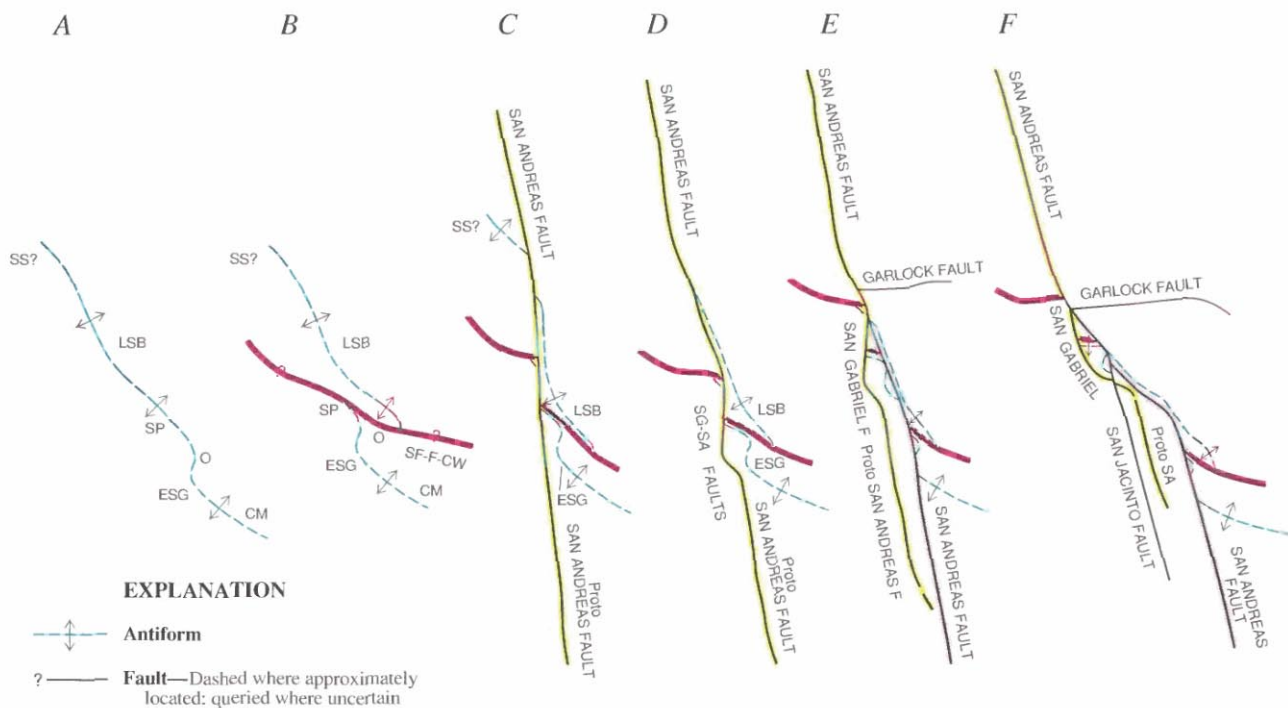 A
B
C
D
E
F
SS?
LSB
SP
O
ESG
CM
SS?
LSB
?
SP
O
?
SF-F-CW
ESG
CM
SAN ANDREAS FAULT
SS?
LSB
ESG
Proto
SAN ANDREAS FAULT
SAN ANDREAS FAULT
LSB
ESG
SG-SA
FAULTS
Proto
SAN ANDREAS FAULT
SAN ANDREAS FAULT
GARLOCK FAULT
SAN GABRIEL F
Proto SAN ANDREAS F
SAN ANDREAS FAULT
SAN ANDREAS FAULT
GARLOCK FAULT
SAN GABRIEL
Proto SA
SAN JACINTO FAULT
SAN ANDREAS
FAULT
EXPLANATION
Antiform
? Fault—Dashed where approximately
located: queried where uncertain